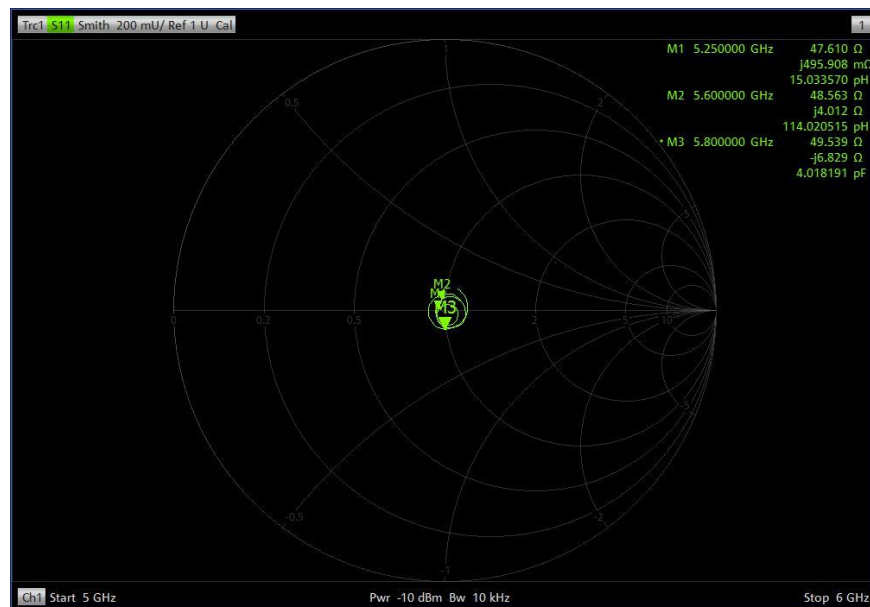 Trc1 S11 Smith 200 mU/ Ref 1 U Cal
1
M1 5.250000 GHz 47.610 Ω
j495.908 mΩ
15.033570 pH
M2 5.600000 GHz 48.563 Ω
j4.012 Ω
114.020515 pH
• M3 5.800000 GHz 49.539 Ω
-j6.829 Ω
4.018191 pF
1
0.5
2
5
M2
M
M3
0
0.2
0.5
2
5
10
-5
-0.5
-2
-1
Ch1 Start 5 GHz Pwr -10 dBm Bw 10 kHz Stop 6 GHz